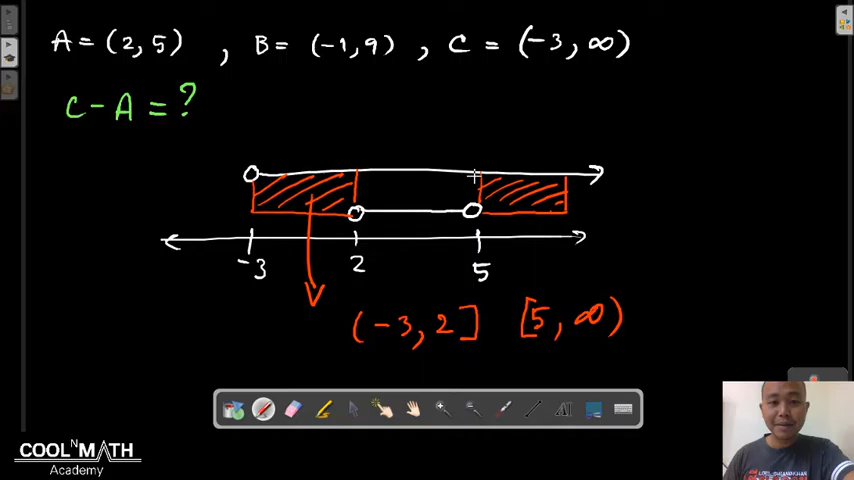 A = (2, 5) , B = (-1, 9) , C = (-3, ∞)
C - A = ?
-3 2 5
(-3, 2] [5, ∞)
COOL N MATH
Academy